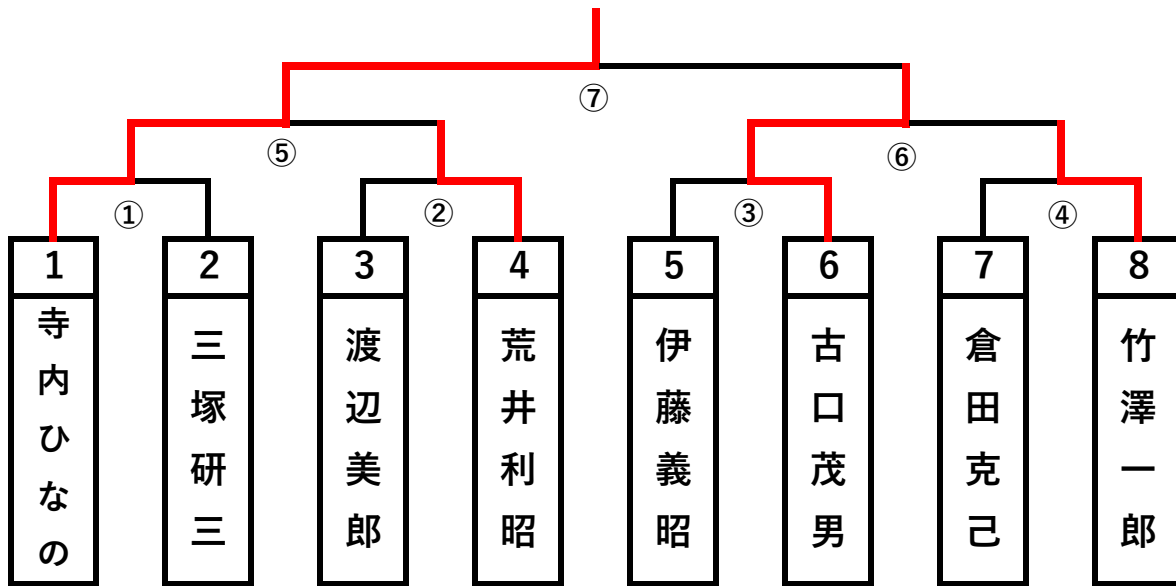 ⑦
⑤
⑥
①
②
③
④
1
2
3
4
5
6
7
8
寺内ひなの
三塚研三
渡辺美郎
荒井利昭
伊藤義昭
古口茂男
倉田克己
竹澤一郎